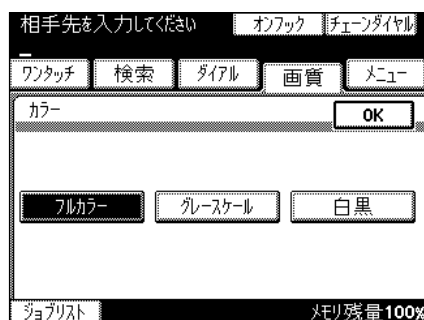 相手先を入力してください オンフック チェーンダイヤル
ワンタッチ 検索 ダイアル 画質 メニュー
カラー OK
フルカラー グレースケール 白黒
ジョブリスト メモリ残量100%